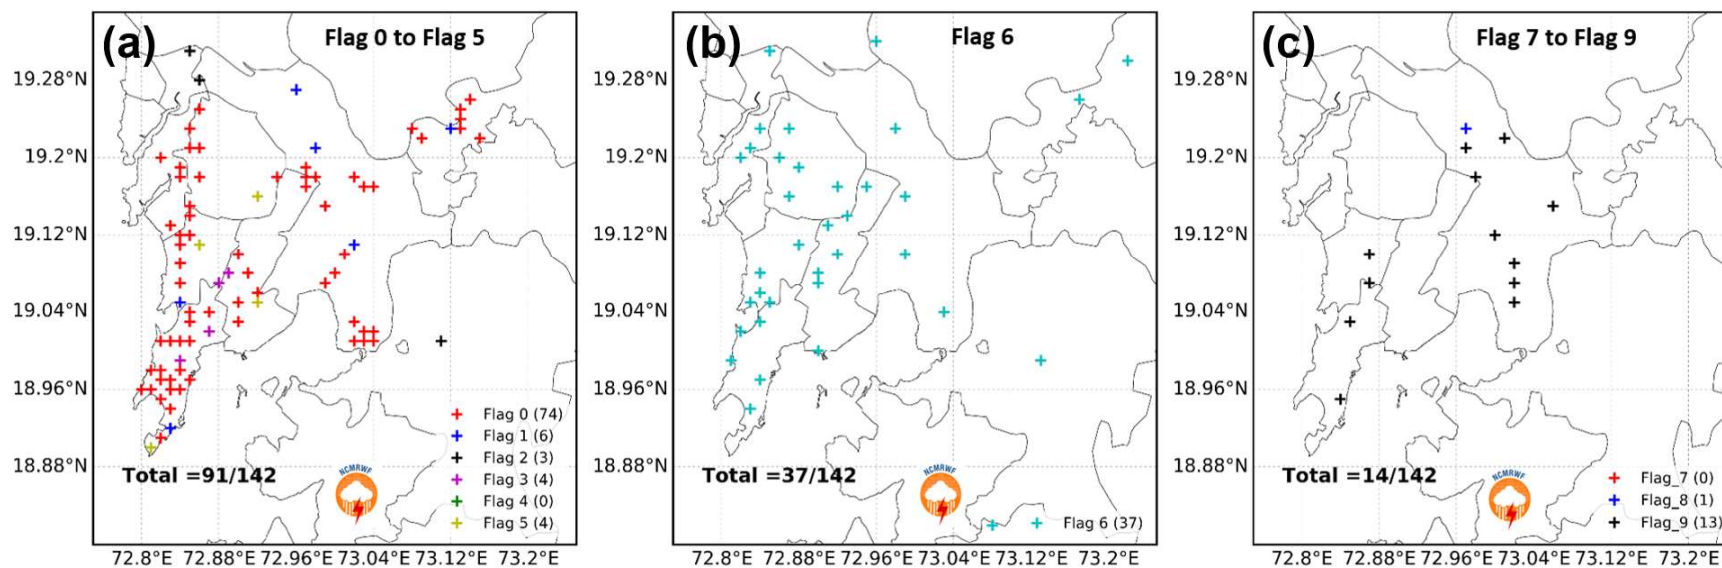 (a)
Flag 0 to Flag 5
19.28°N
19.2°N
19.12°N
19.04°N
18.96°N
18.88°N
Flag 0 (74)
Flag 1 (6)
Flag 2 (3)
Flag 3 (4)
Flag 4 (0)
Flag 5 (4)
Total =91/142
NCMRWF
72.8°E 72.88°E 72.96°E 73.04°E 73.12°E 73.2°E
(b)
Flag 6
19.28°N
19.2°N
19.12°N
19.04°N
18.96°N
18.88°N
Total =37/142
NCMRWF
Flag 6 (37)
72.8°E 72.88°E 72.96°E 73.04°E 73.12°E 73.2°E
(c)
Flag 7 to Flag 9
19.28°N
19.2°N
19.12°N
19.04°N
18.96°N
18.88°N
Total =14/142
NCMRWF
Flag_7 (0)
Flag_8 (1)
Flag_9 (13)
72.8°E 72.88°E 72.96°E 73.04°E 73.12°E 73.2°E